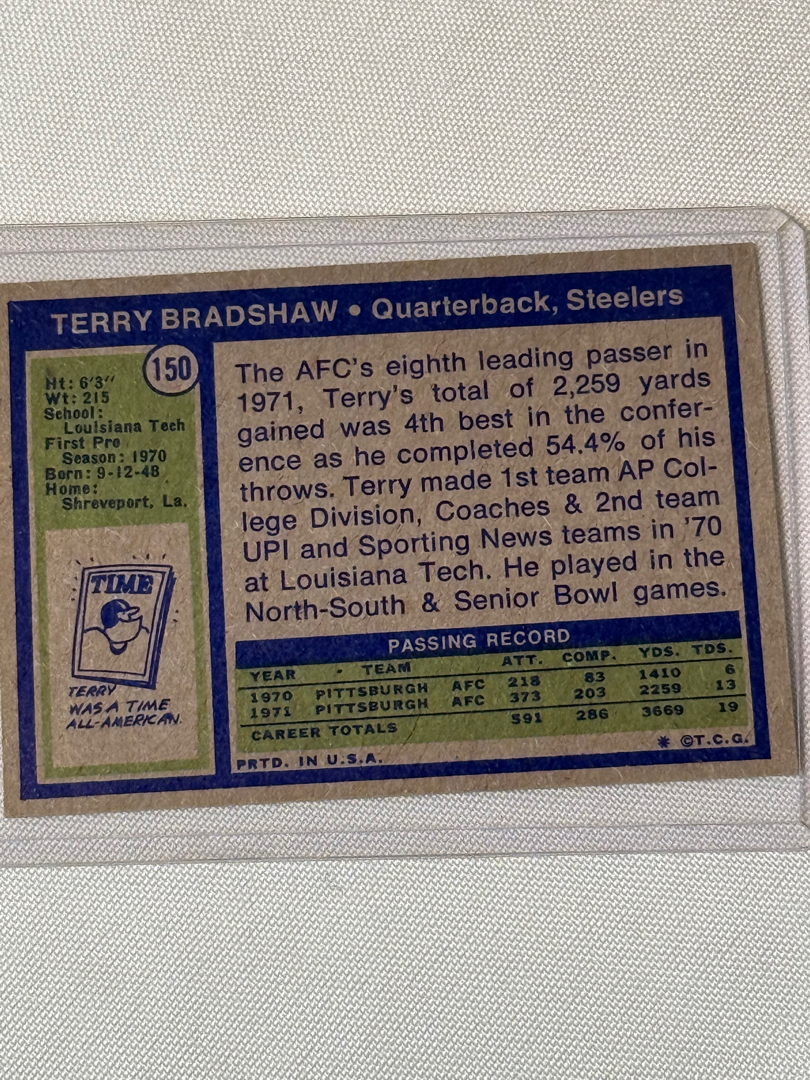 TERRY BRADSHAW • Quarterback, Steelers
150
Ht: 6'3"
Wt: 215
School:
Louisiana Tech
First Pro
Season: 1970
Born: 9-12-48
Home:
Shreveport, La.
TIME
TERRY
WAS A TIME
ALL-AMERICAN.
The AFC's eighth leading passer in
1971, Terry's total of 2,259 yards
gained was 4th best in the confer-
ence as he completed 54.4% of his
throws. Terry made 1st team AP Col-
lege Division, Coaches & 2nd team
UPI and Sporting News teams in '70
at Louisiana Tech. He played in the
North-South & Senior Bowl games.
PASSING RECORD
YEAR - TEAM ATT. COMP. YDS. TDS.
1970 PITTSBURGH AFC 218 83 1410 6
1971 PITTSBURGH AFC 373 203 2259 13
CAREER TOTALS 591 286 3669 19
PRTD. IN U.S.A. * ©T.C.G.